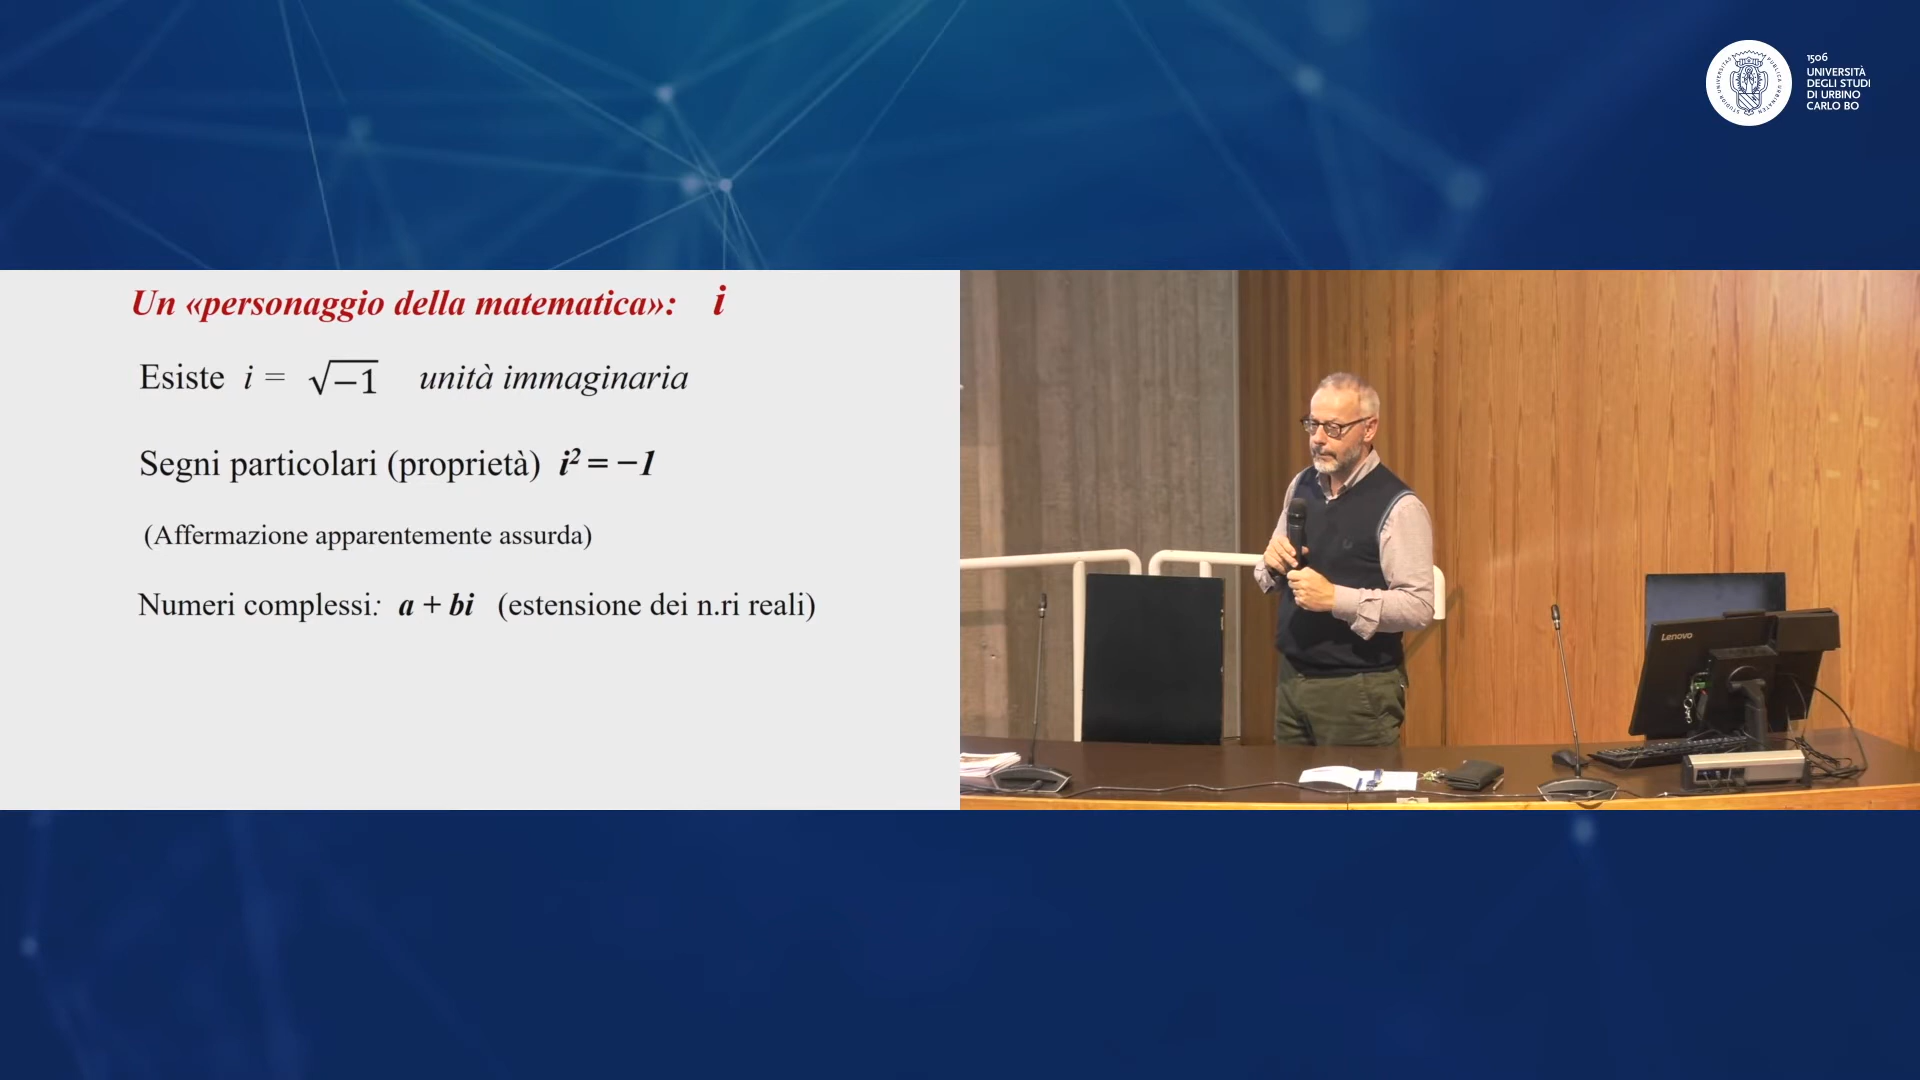 1506
UNIVERSITÀ
DEGLI STUDI
DI URBINO
CARLO BO
Un «personaggio della matematica»: i
Esiste i = √−1 unità immaginaria
Segni particolari (proprietà) i² = −1
(Affermazione apparentemente assurda)
Numeri complessi: a + bi (estensione dei n.ri reali)
Lenovo